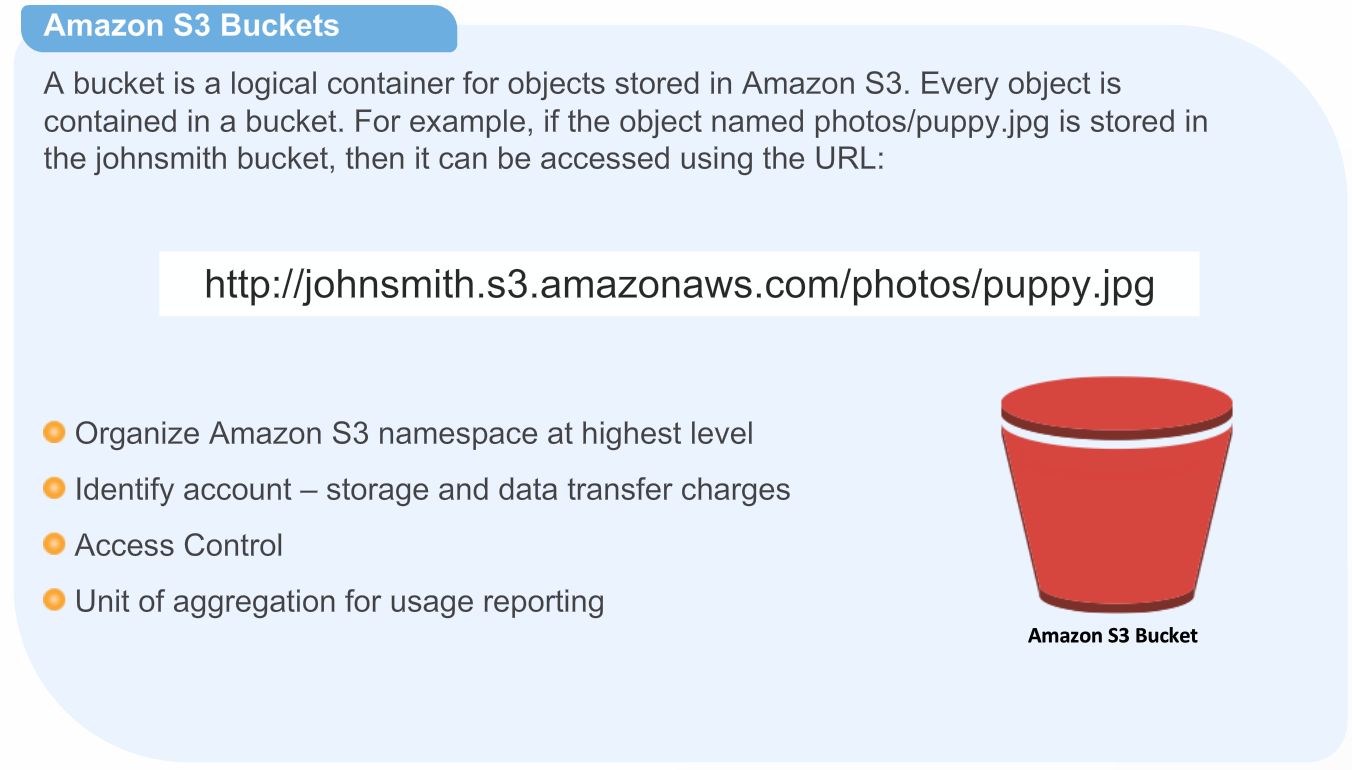 Amazon S3 Buckets
A bucket is a logical container for objects stored in Amazon S3. Every object is
contained in a bucket. For example, if the object named photos/puppy.jpg is stored in
the johnsmith bucket, then it can be accessed using the URL:
http://johnsmith.s3.amazonaws.com/photos/puppy.jpg
Organize Amazon S3 namespace at highest level
Identify account – storage and data transfer charges
Access Control
Unit of aggregation for usage reporting
Amazon S3 Bucket